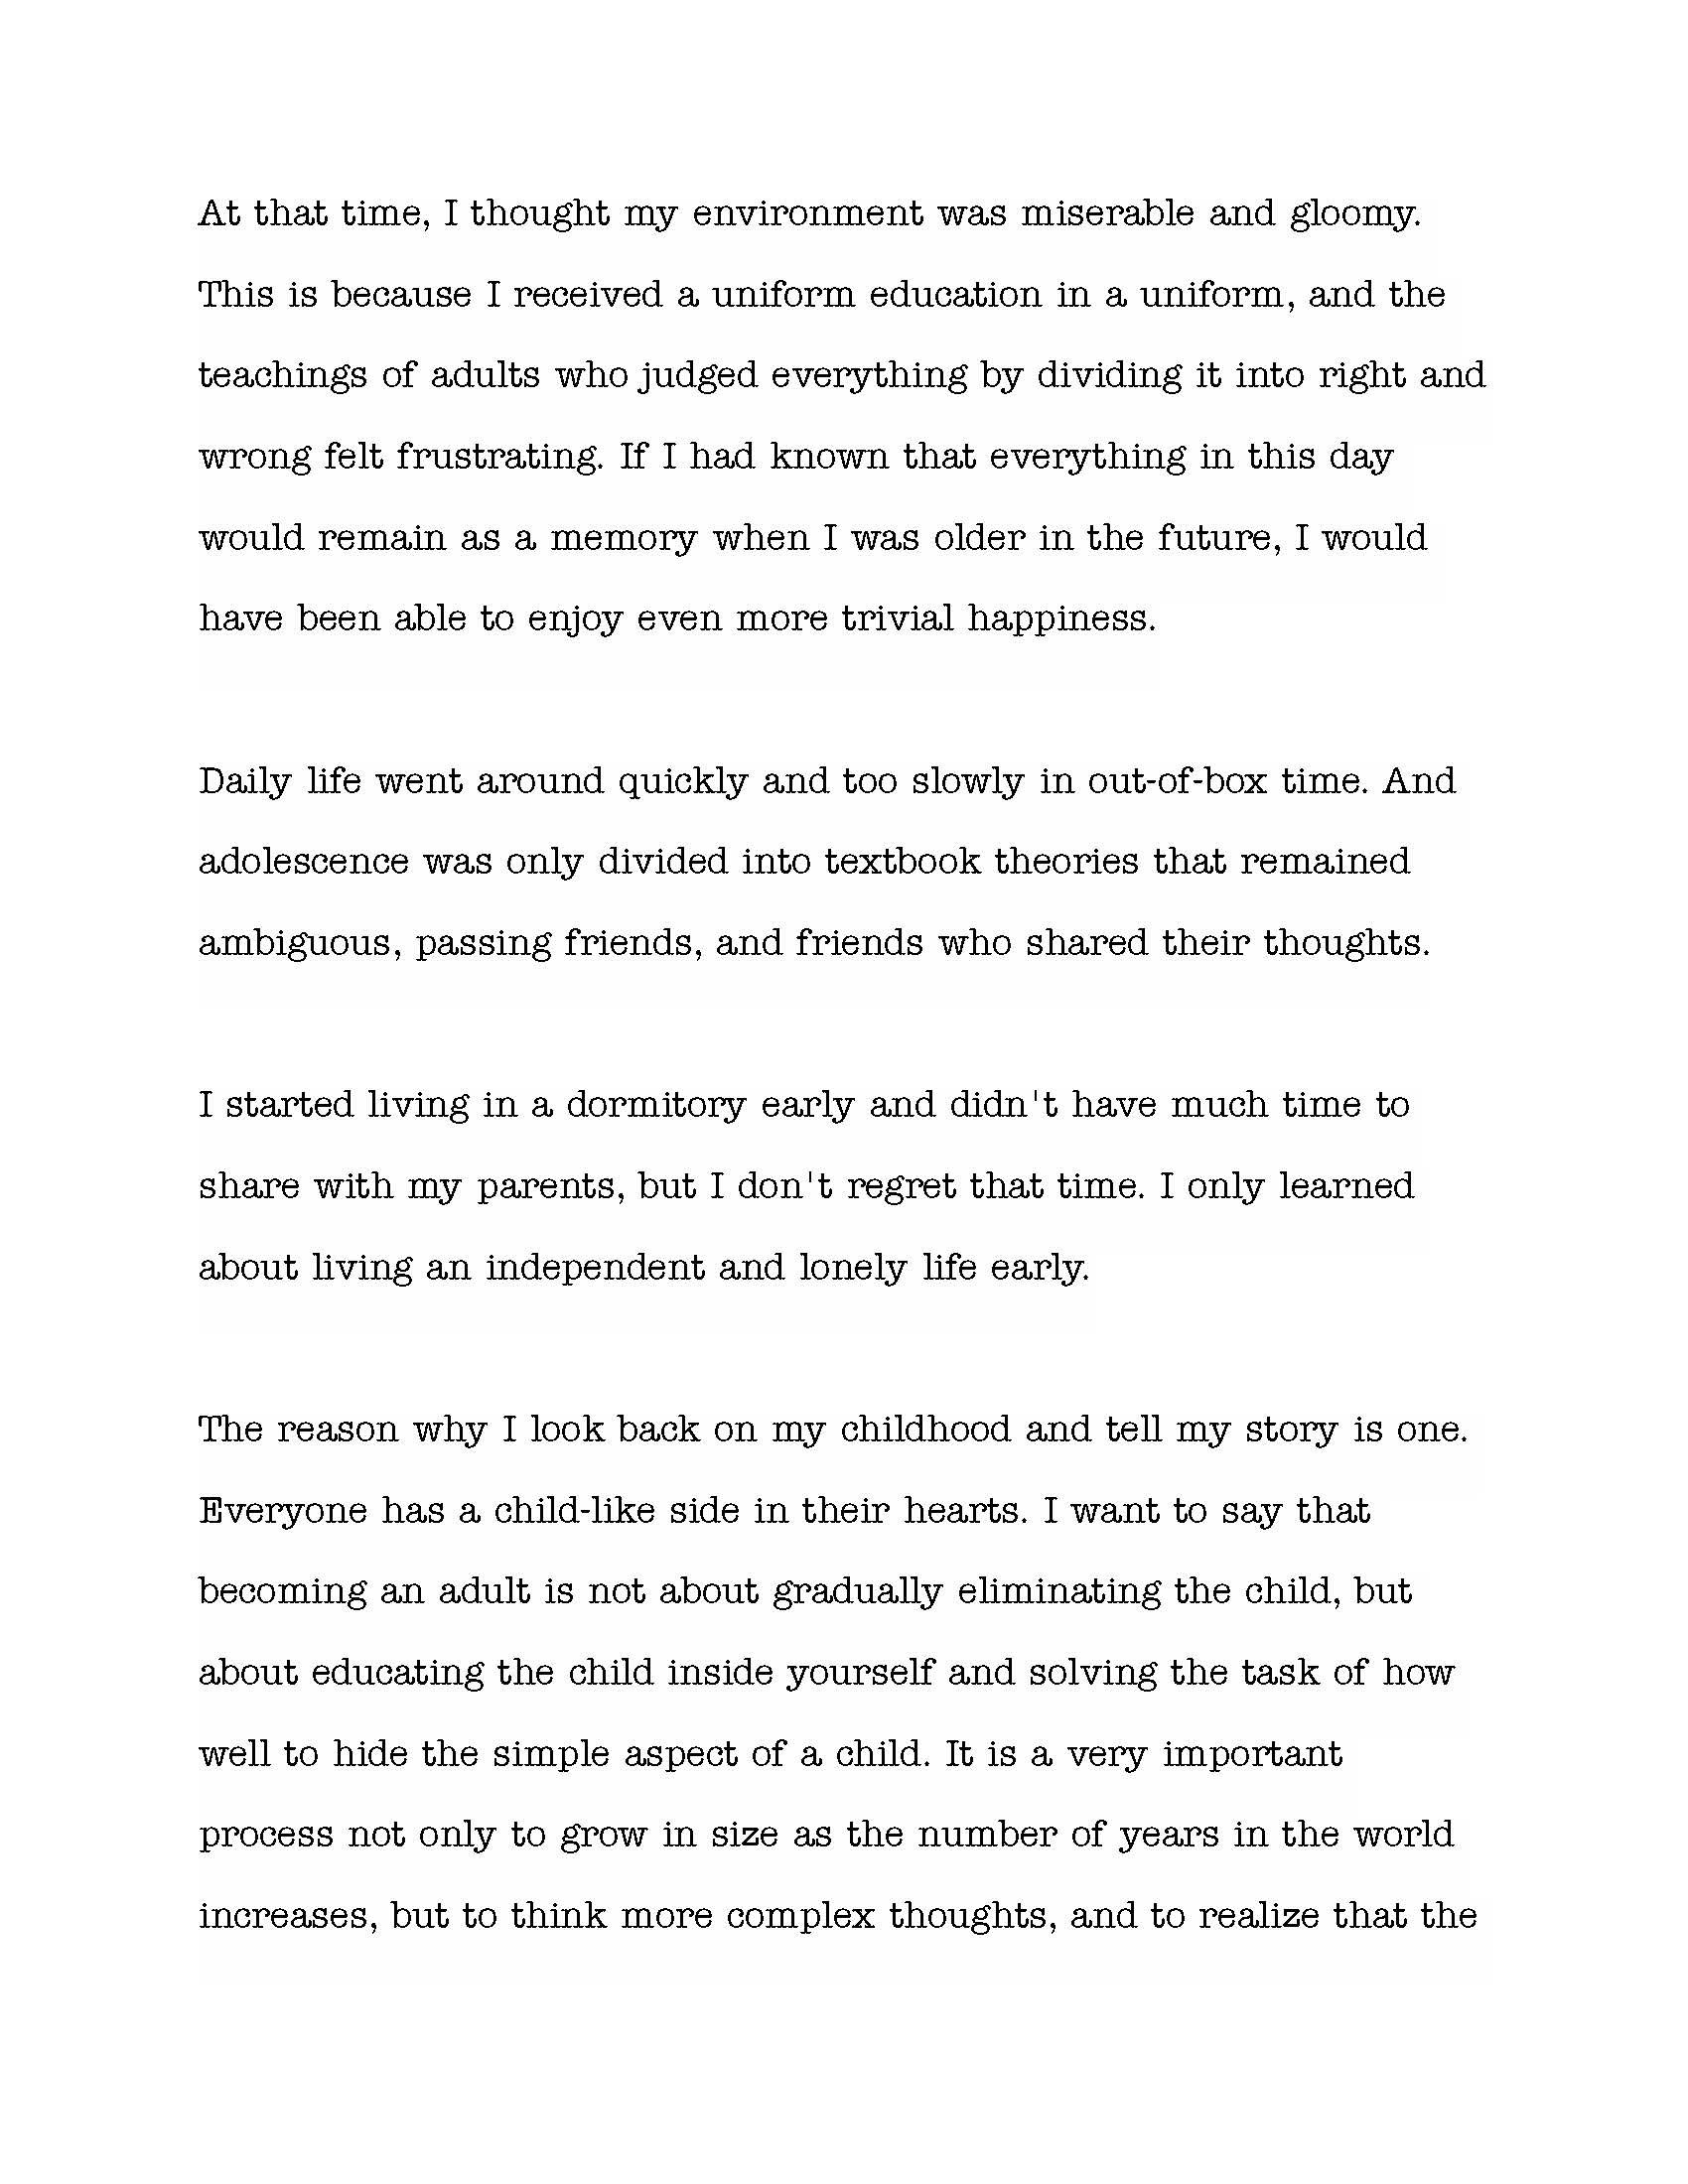 At that time, I thought my environment was miserable and gloomy.
This is because I received a uniform education in a uniform, and the
teachings of adults who judged everything by dividing it into right and
wrong felt frustrating. If I had known that everything in this day
would remain as a memory when I was older in the future, I would
have been able to enjoy even more trivial happiness.
Daily life went around quickly and too slowly in out-of-box time. And
adolescence was only divided into textbook theories that remained
ambiguous, passing friends, and friends who shared their thoughts.
I started living in a dormitory early and didn't have much time to
share with my parents, but I don't regret that time. I only learned
about living an independent and lonely life early.
The reason why I look back on my childhood and tell my story is one.
Everyone has a child-like side in their hearts. I want to say that
becoming an adult is not about gradually eliminating the child, but
about educating the child inside yourself and solving the task of how
well to hide the simple aspect of a child. It is a very important
process not only to grow in size as the number of years in the world
increases, but to think more complex thoughts, and to realize that the